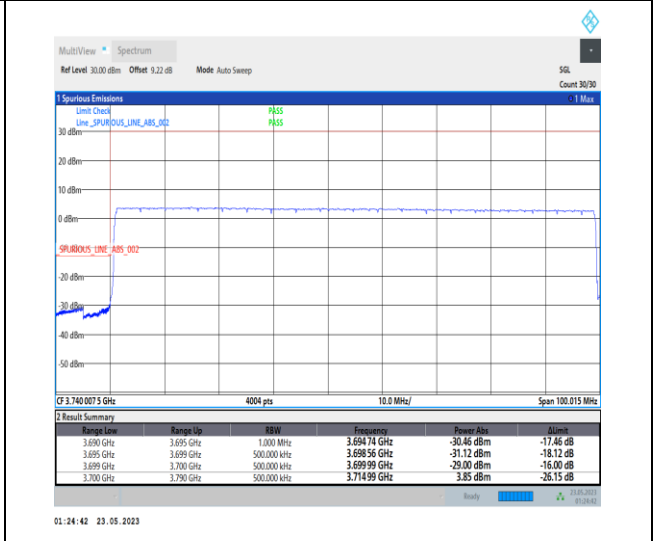 MultiView Spectrum
Ref Level 30.00 dBm Offset 9.22 dB Mode Auto Sweep SGL
Count 30/30
1 Spurious Emissions 1 Max
Limit Check PASS
Line _SPURIOUS_LINE_ABS_002 PASS
30 dBm
20 dBm
10 dBm
0 dBm
_SPURIOUS_LINE_ABS_002
-20 dBm
-30 dBm
-40 dBm
-50 dBm
CF 3.740 007 5 GHz 4004 pts 10.0 MHz/ Span 100.015 MHz
2 Result Summary
Range Low Range Up RBW Frequency Power Abs ΔLimit
3.690 GHz 3.695 GHz 1.000 MHz 3.694 74 GHz -30.46 dBm -17.46 dB
3.695 GHz 3.699 GHz 500.000 kHz 3.698 56 GHz -31.12 dBm -18.12 dB
3.699 GHz 3.700 GHz 500.000 kHz 3.699 99 GHz -29.00 dBm -16.00 dB
3.700 GHz 3.790 GHz 500.000 kHz 3.714 99 GHz 3.85 dBm -26.15 dB
Ready 23.05.2023
01:24:42
01:24:42 23.05.2023